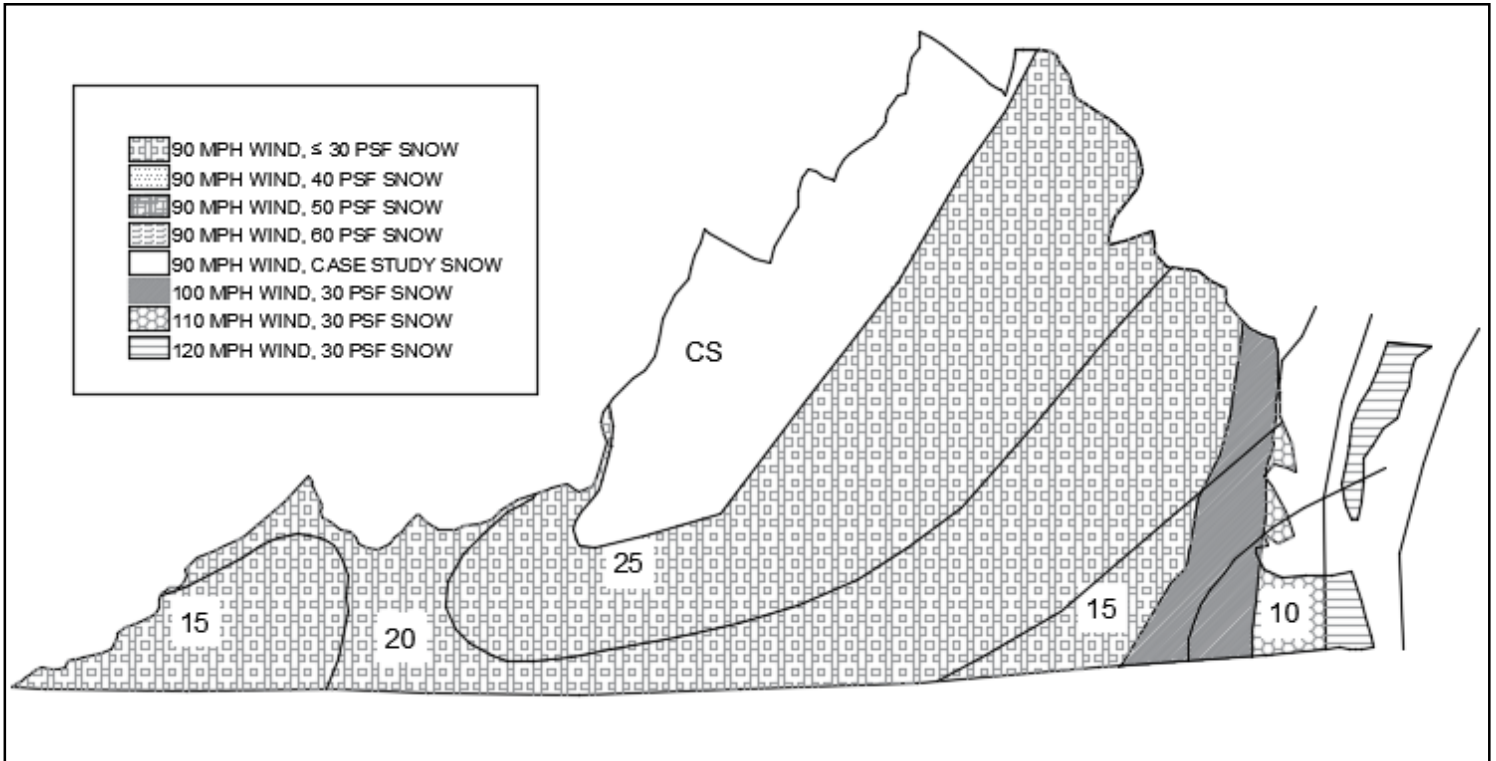 90 MPH WIND, ≤ 30 PSF SNOW
90 MPH WIND, 40 PSF SNOW
90 MPH WIND, 50 PSF SNOW
90 MPH WIND, 60 PSF SNOW
90 MPH WIND, CASE STUDY SNOW
100 MPH WIND, 30 PSF SNOW
110 MPH WIND, 30 PSF SNOW
120 MPH WIND, 30 PSF SNOW
CS
25
15
20
15
10